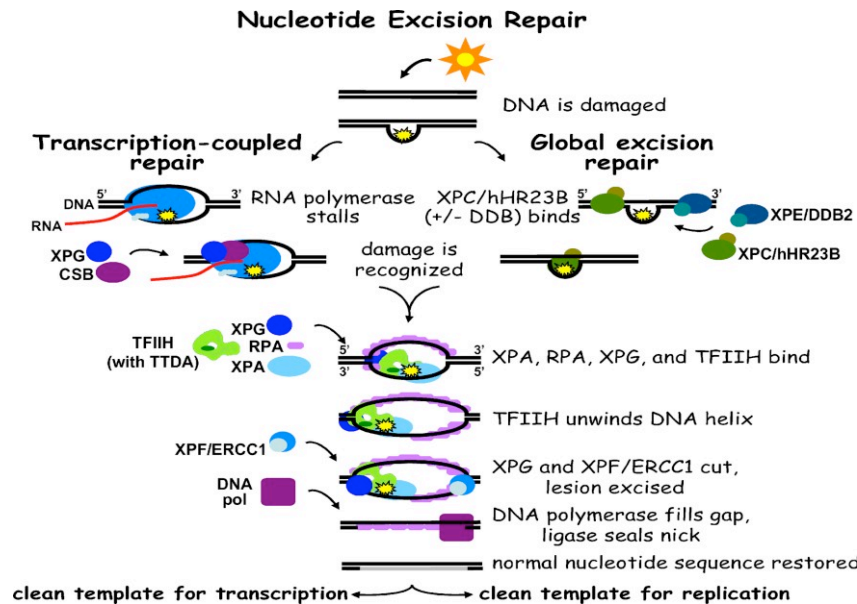 Nucleotide Excision Repair
DNA is damaged
Transcription-coupled
repair
Global excision
repair
5'
3'
DNA
RNA
RNA polymerase
stalls
XPC/hHR23B
(+/- DDB) binds
5'
3'
XPE/DDB2
XPC/hHR23B
XPG
CSB
damage is
recognized
TFIIH
(with TTDA)
XPG
RPA
XPA
5'
3'
3'
5'
XPA, RPA, XPG, and TFIIH bind
TFIIH unwinds DNA helix
XPF/ERCC1
XPG and XPF/ERCC1 cut,
lesion excised
DNA
pol
DNA polymerase fills gap,
ligase seals nick
normal nucleotide sequence restored
clean template for transcription
clean template for replication